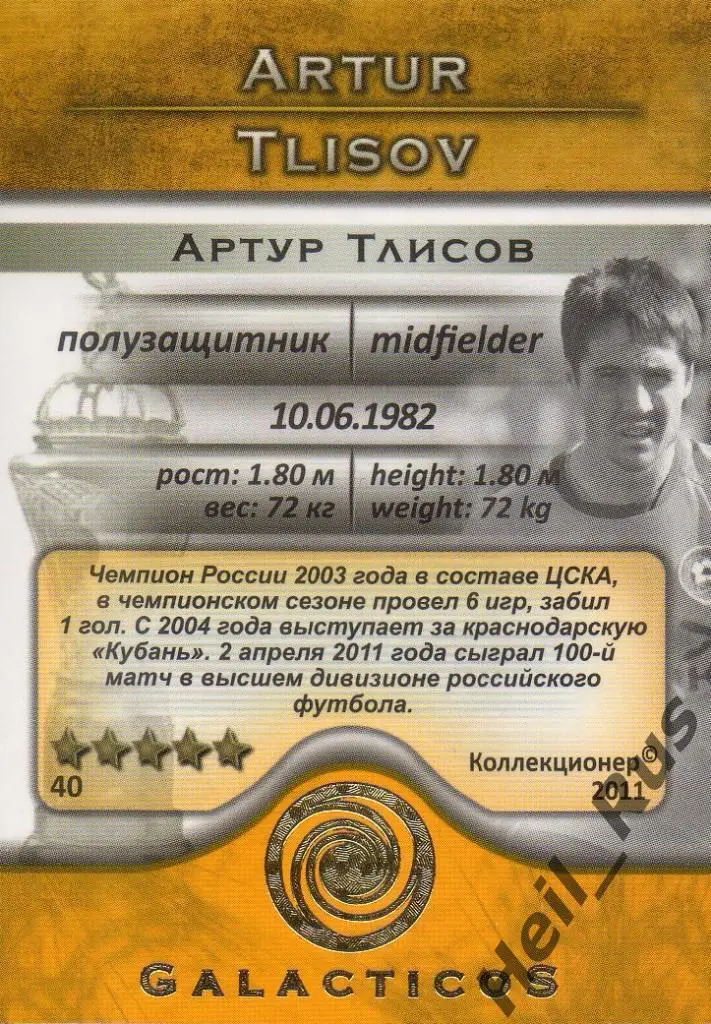 Artur
Tlisov
Артур Тлисов
полузащитник midfielder
10.06.1982
рост: 1.80 м height: 1.80 м
вес: 72 кг weight: 72 kg
Чемпион России 2003 года в составе ЦСКА,
в чемпионском сезоне провел 6 игр, забил
1 гол. С 2004 года выступает за краснодарскую
«Кубань». 2 апреля 2011 года сыграл 100-й
матч в высшем дивизионе российского
футбола.
Коллекционер©
40 2011
Galacticos
Heil_Rus